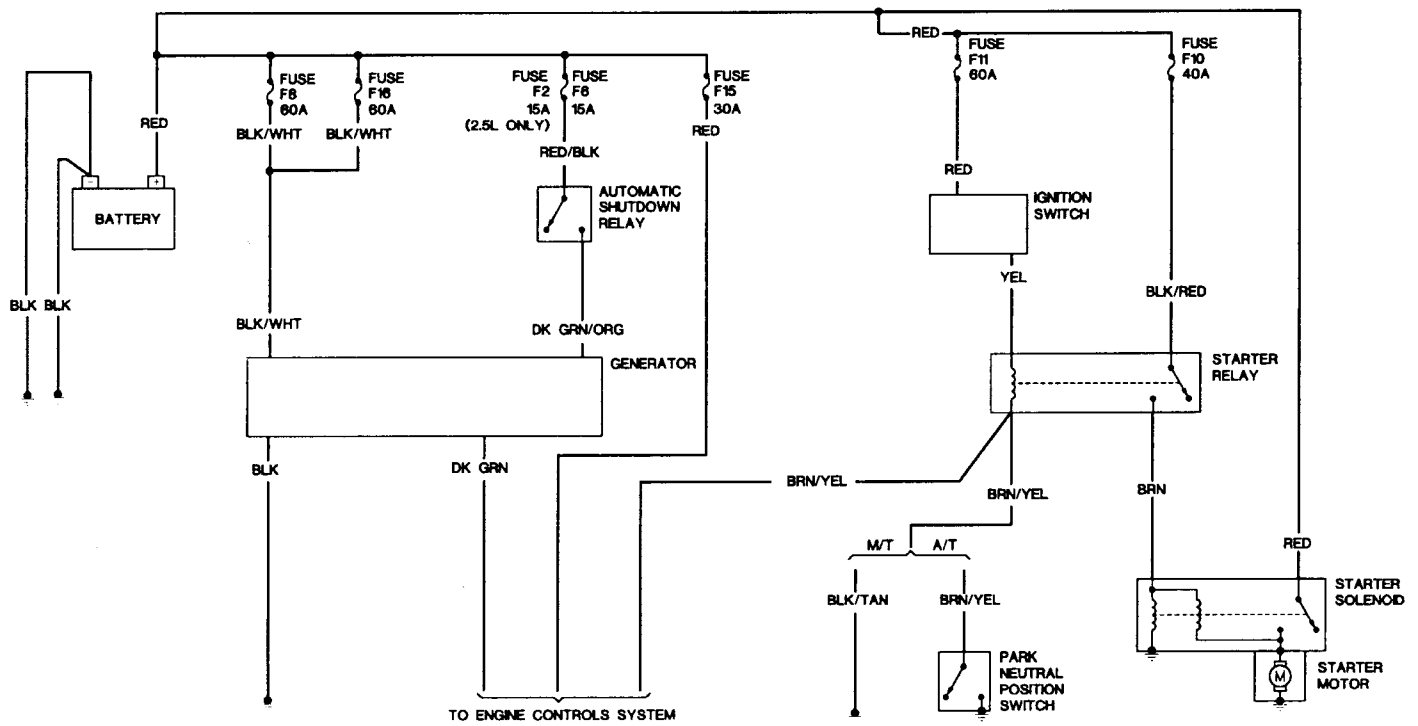 RED
FUSE
F11
60A
FUSE
F10
40A
FUSE
F8
60A
FUSE
F16
60A
FUSE
F2
15A
(2.5L ONLY)
FUSE
F6
15A
FUSE
F15
30A
RED
BLK/WHT
BLK/WHT
RED
RED/BLK
RED
-
+
BATTERY
AUTOMATIC
SHUTDOWN
RELAY
IGNITION
SWITCH
YEL
BLK/RED
BLK
BLK
BLK/WHT
DK GRN/ORG
GENERATOR
STARTER
RELAY
BLK
DK GRN
BRN/YEL
BRN/YEL
BRN
M/T
A/T
RED
BLK/TAN
BRN/YEL
STARTER
SOLENOID
PARK
NEUTRAL
POSITION
SWITCH
M
STARTER
MOTOR
TO ENGINE CONTROLS SYSTEM